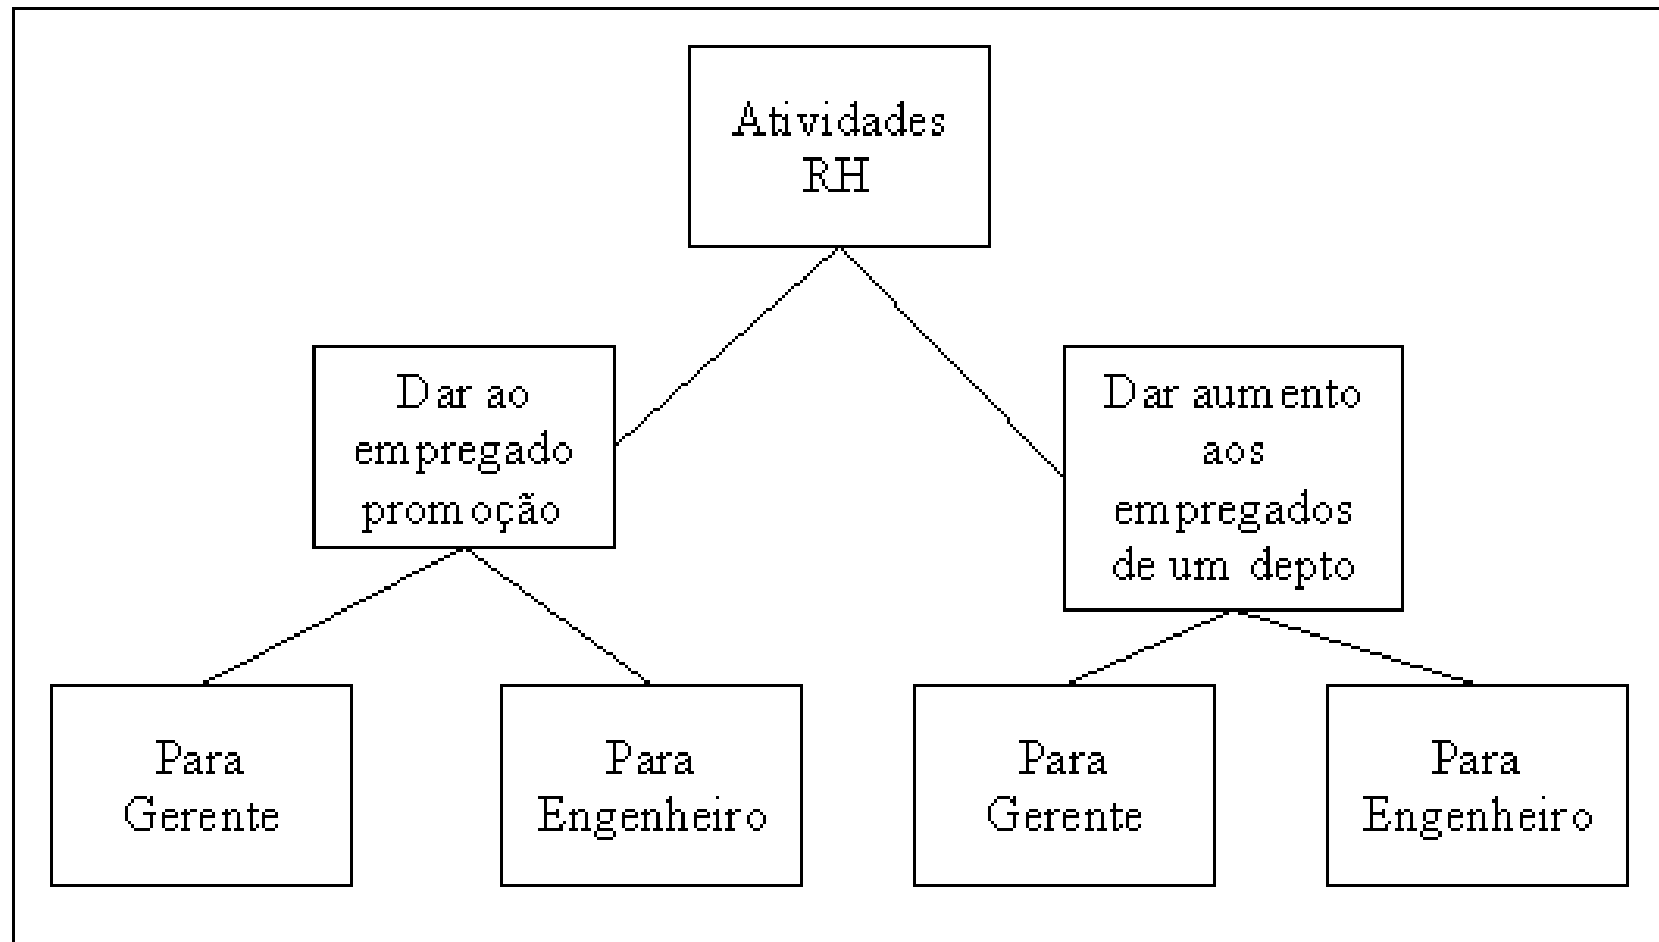 Atividades
RH
Dar ao
empregado
promoção
Dar aumento
aos
empregados
de um depto
Para
Gerente
Para
Engenheiro
Para
Gerente
Para
Engenheiro